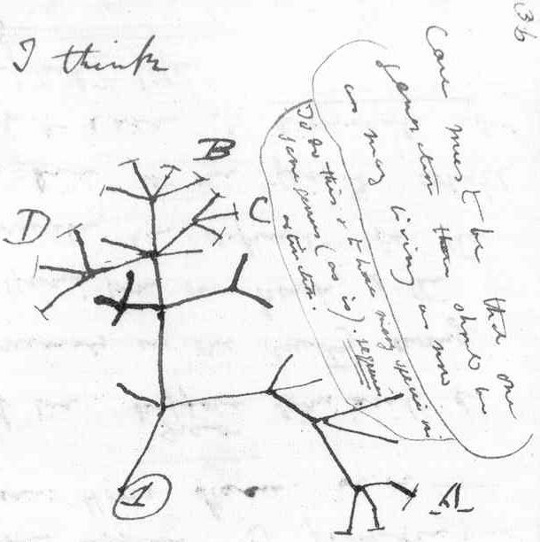 36
I think
Case must be that one
generation then should be
as many living as now
To do this & to have many species in
same genus (as is). requires
extinction.
B
C
D
A
1